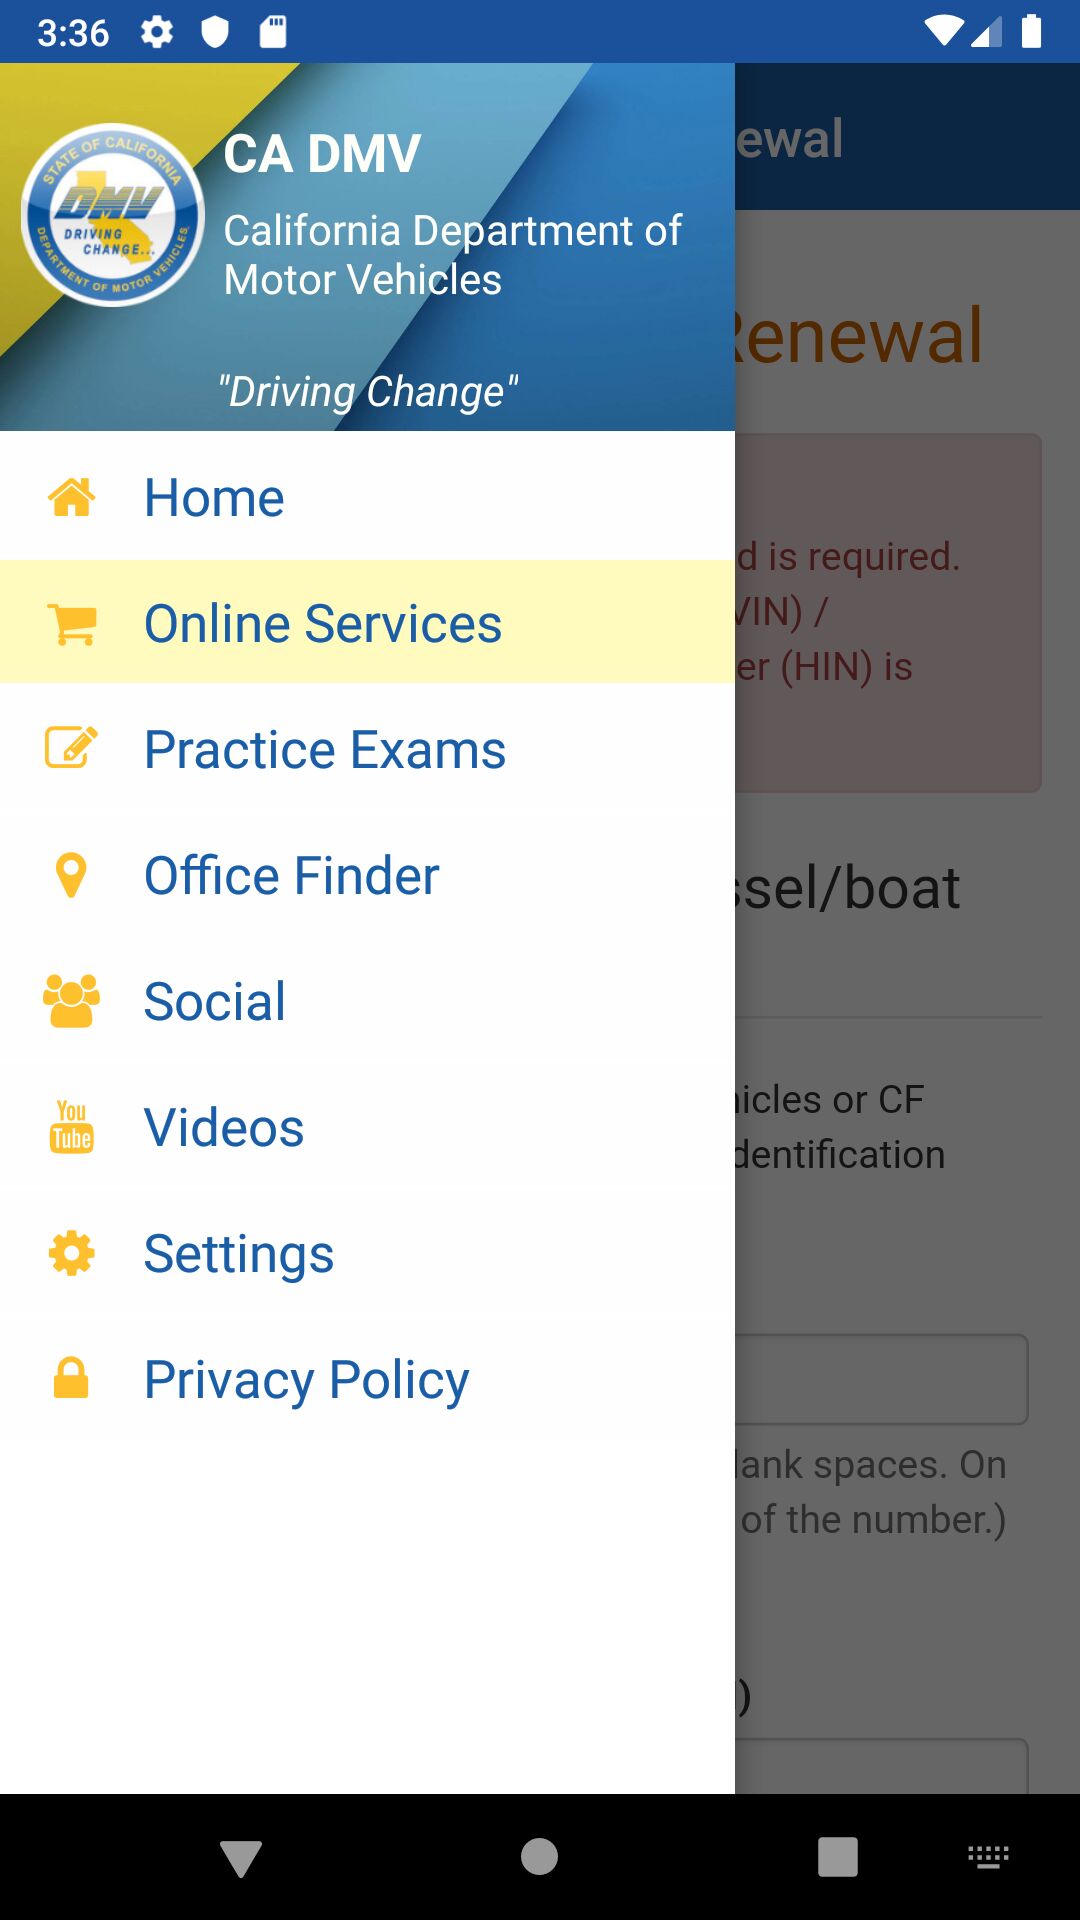 3:36
ewal
STATE OF CALIFORNIA
DMV
DRIVING
CHANGE...
DEPARTMENT OF MOTOR VEHICLES
CA DMV
California Department of
Motor Vehicles
"Driving Change"
Renewal
Home
d is required.
Online Services
VIN) /
er (HIN) is
Practice Exams
Office Finder
ssel/boat
Social
You
Tube
Videos
hicles or CF
dentification
Settings
Privacy Policy
lank spaces. On
of the number.)
)